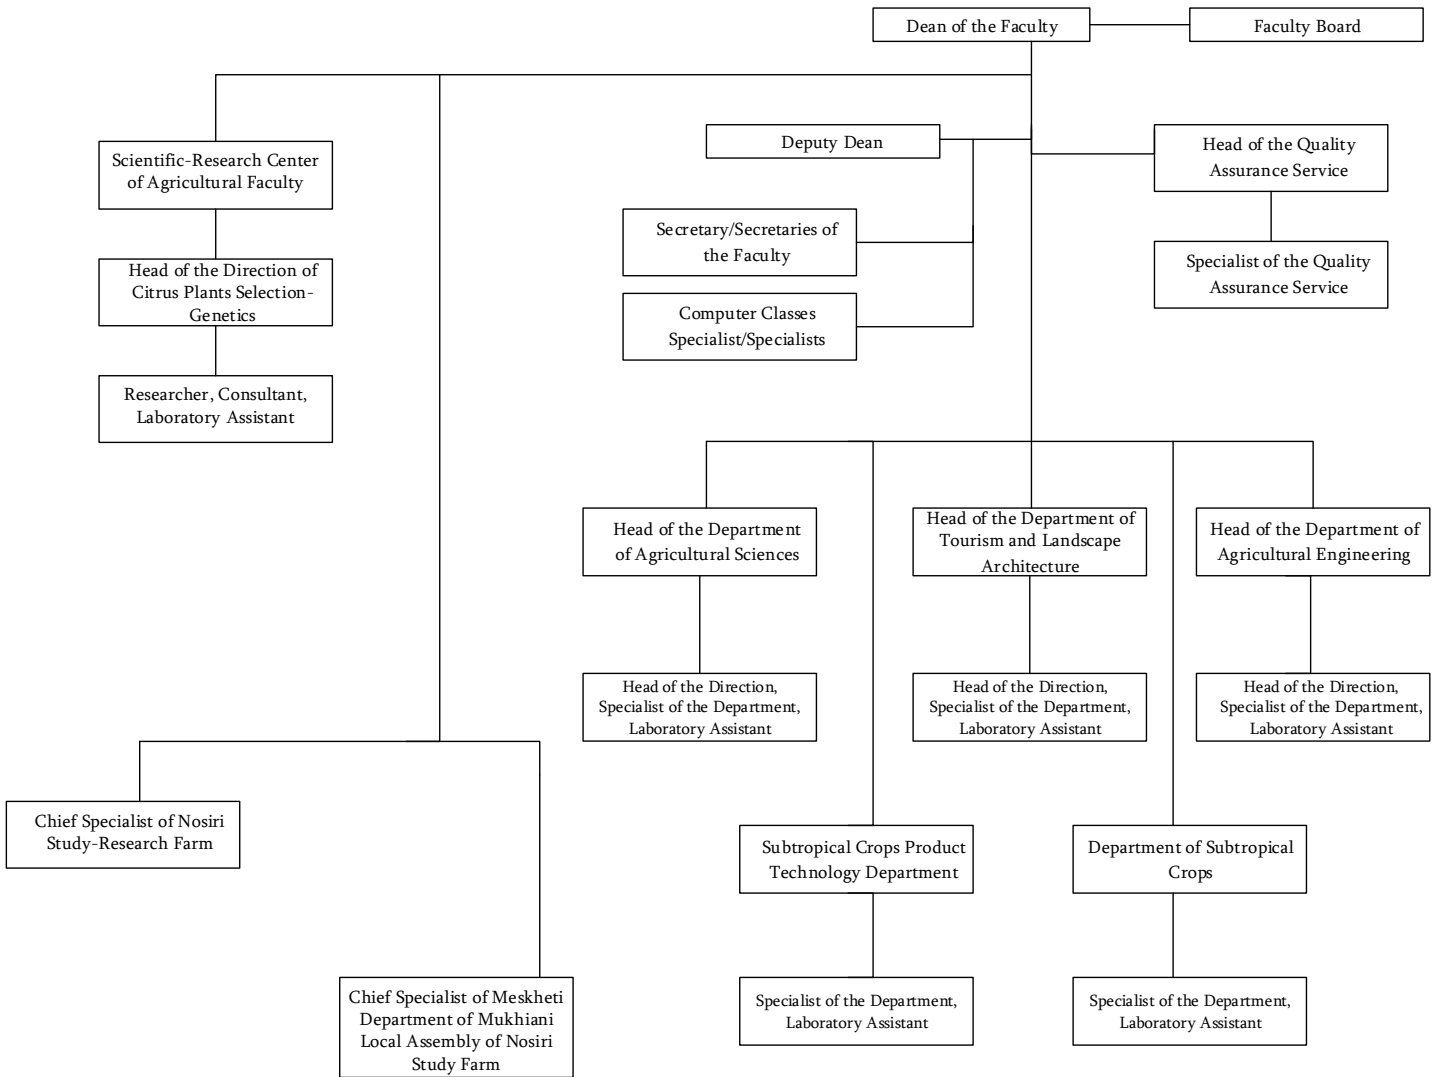 Dean of the Faculty
Faculty Board
Deputy Dean
Head of the Quality
Assurance Service
Scientific-Research Center
of Agricultural Faculty
Secretary/Secretaries of
the Faculty
Specialist of the Quality
Assurance Service
Head of the Direction of
Citrus Plants Selection-
Genetics
Computer Classes
Specialist/Specialists
Researcher, Consultant,
Laboratory Assistant
Head of the Department
of Agricultural Sciences
Head of the Department of
Tourism and Landscape
Architecture
Head of the Department of
Agricultural Engineering
Head of the Direction,
Specialist of the Department,
Laboratory Assistant
Head of the Direction,
Specialist of the Department,
Laboratory Assistant
Head of the Direction,
Specialist of the Department,
Laboratory Assistant
Chief Specialist of Nosiri
Study-Research Farm
Subtropical Crops Product
Technology Department
Department of Subtropical
Crops
Chief Specialist of Meskheti
Department of Mukhiani
Local Assembly of Nosiri
Study Farm
Specialist of the Department,
Laboratory Assistant
Specialist of the Department,
Laboratory Assistant